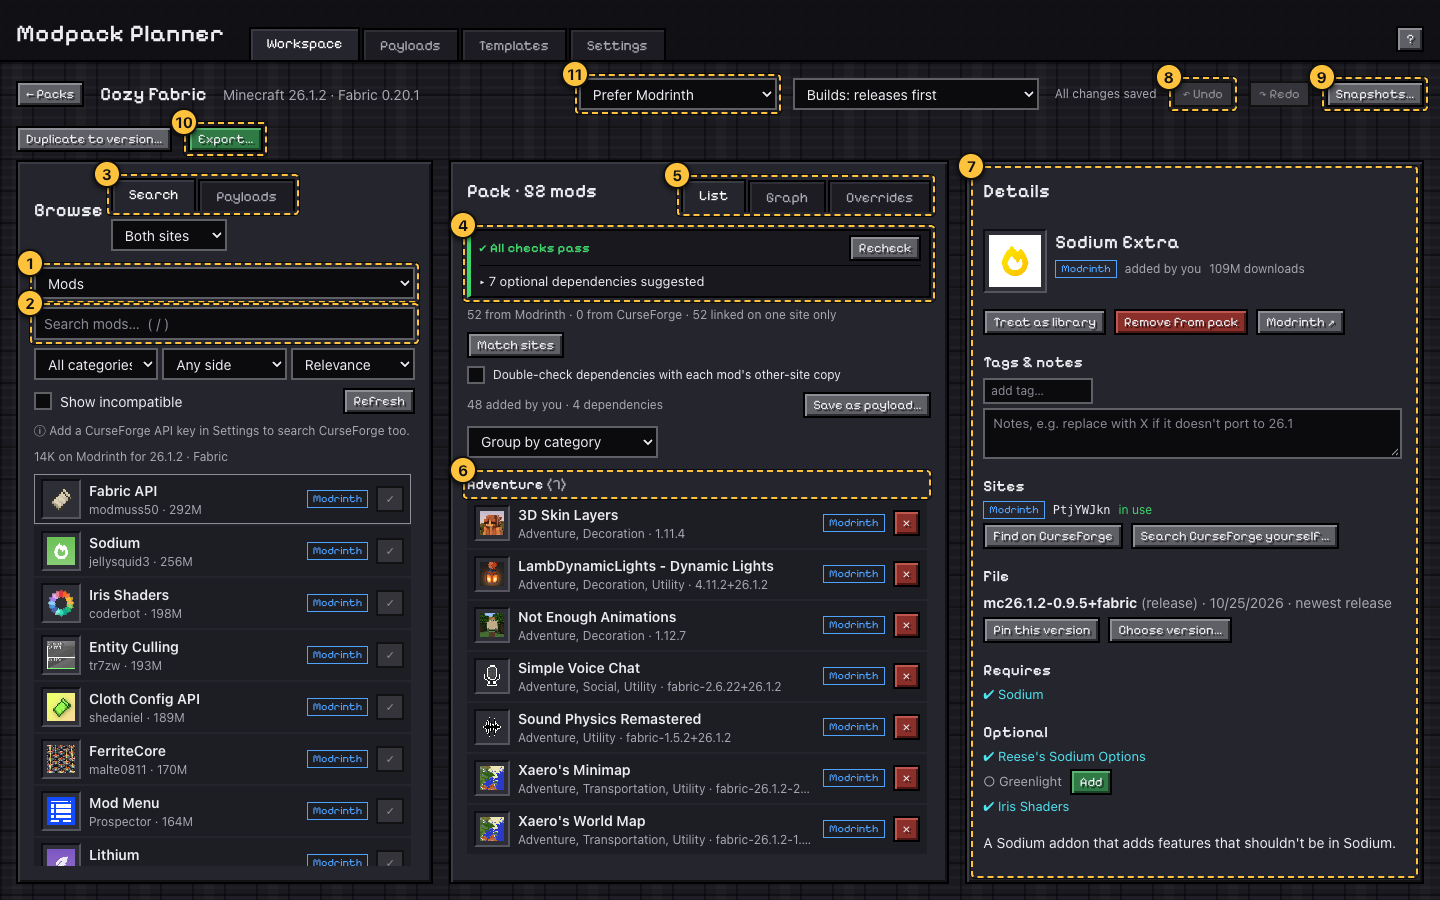 Modpack Planner
Workspace
Payloads
Templates
Settings
?
← Packs
Cozy Fabric
Minecraft 26.1.2 · Fabric 0.20.1
11
Prefer Modrinth
Builds: releases first
All changes saved
8
↶ Undo
↷ Redo
9
Snapshots...
Duplicate to version...
10
Export...
Browse
3
Search
Payloads
Both sites
1
Mods
2
Search mods... ( / )
All categories
Any side
Relevance
Show incompatible
Refresh
ⓘ Add a CurseForge API key in Settings to search CurseForge too.
14K on Modrinth for 26.1.2 · Fabric
Fabric API
modmuss50 · 292M
Modrinth
✓
Sodium
jellysquid3 · 256M
Modrinth
✓
Iris Shaders
coderbot · 198M
Modrinth
✓
Entity Culling
tr7zw · 193M
Modrinth
✓
Cloth Config API
shedaniel · 189M
Modrinth
✓
FerriteCore
malte0811 · 170M
Modrinth
✓
Mod Menu
Prospector · 164M
Modrinth
✓
Lithium
Modrinth
✓
Pack · 52 mods
5
List
Graph
Overrides
4
✔ All checks pass
Recheck
▸ 7 optional dependencies suggested
52 from Modrinth · 0 from CurseForge · 52 linked on one site only
Match sites
Double-check dependencies with each mod's other-site copy
48 added by you · 4 dependencies
Save as payload...
Group by category
6
Adventure (7)
3D Skin Layers
Adventure, Decoration · 1.11.4
Modrinth
×
LambDynamicLights - Dynamic Lights
Adventure, Decoration, Utility · 4.11.2+26.1.2
Modrinth
×
Not Enough Animations
Adventure, Decoration · 1.12.7
Modrinth
×
Simple Voice Chat
Adventure, Social, Utility · fabric-2.6.22+26.1.2
Modrinth
×
Sound Physics Remastered
Adventure, Utility · fabric-1.5.2+26.1.2
Modrinth
×
Xaero's Minimap
Adventure, Transportation, Utility · fabric-26.1.2-2...
Modrinth
×
Xaero's World Map
Adventure, Transportation, Utility · fabric-26.1.2-1....
Modrinth
×
7
Details
Sodium Extra
Modrinth
added by you
109M downloads
Treat as library
Remove from pack
Modrinth ↗
Tags & notes
add tag...
Notes, e.g. replace with X if it doesn't port to 26.1
Sites
Modrinth
PtjYWJkn
in use
Find on CurseForge
Search CurseForge yourself...
File
mc26.1.2-0.9.5+fabric (release) · 10/25/2026 · newest release
Pin this version
Choose version...
Requires
✔ Sodium
Optional
✔ Reese's Sodium Options
○ Greenlight
Add
✔ Iris Shaders
A Sodium addon that adds features that shouldn't be in Sodium.